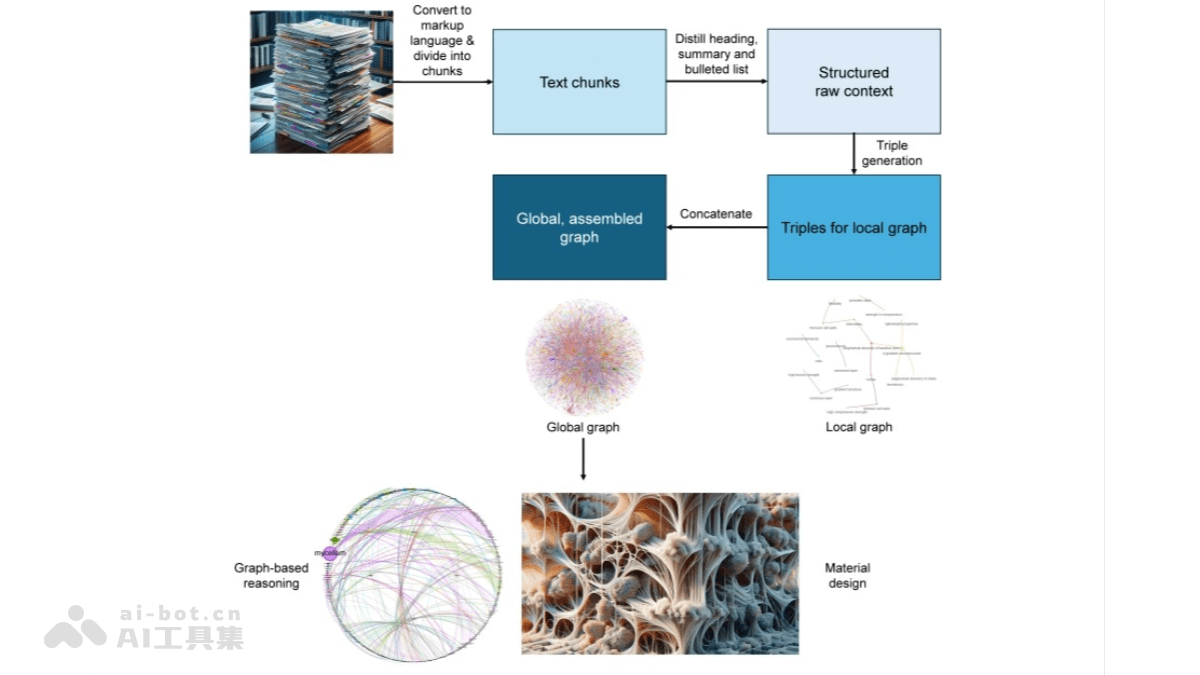 Convert to
markup
language &
divide into
chunks
Text chunks
Distill heading,
summary and
bulleted list
Structured
raw context
Triple
generation
Global, assembled
graph
Concatenate
Triples for local graph
Global graph
Local graph
mycelium
Graph-based
reasoning
Material
design
ai-bot.cn
AI工具集